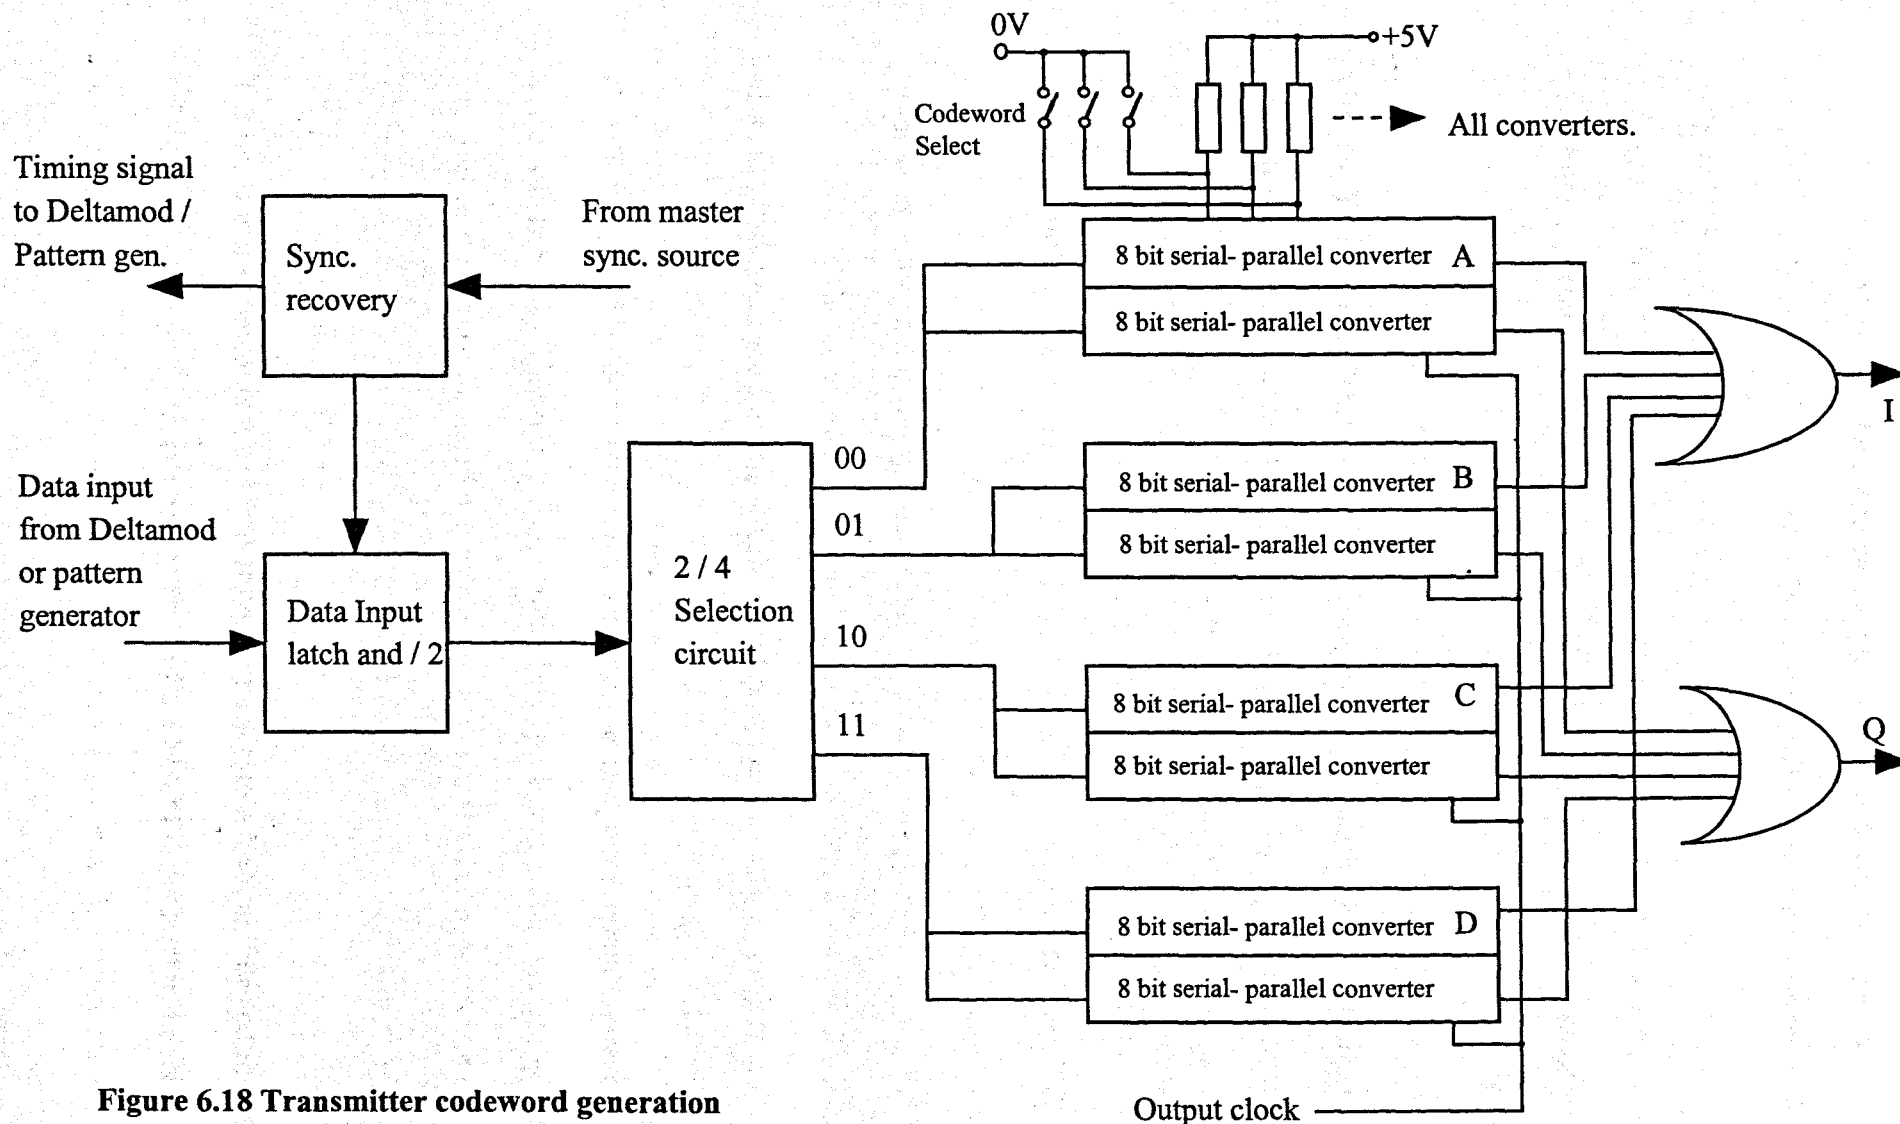 0V
+5V
Codeword
Select
All converters.
Timing signal
to Deltamod /
Pattern gen.
Sync.
recovery
From master
sync. source
8 bit serial- parallel converter A
8 bit serial- parallel converter
I
Data input
from Deltamod
or pattern
generator
Data Input
latch and / 2
2 / 4
Selection
circuit
00
01
10
11
8 bit serial- parallel converter B
8 bit serial- parallel converter
8 bit serial- parallel converter C
8 bit serial- parallel converter
Q
8 bit serial- parallel converter D
8 bit serial- parallel converter
Figure 6.18 Transmitter codeword generation
Output clock